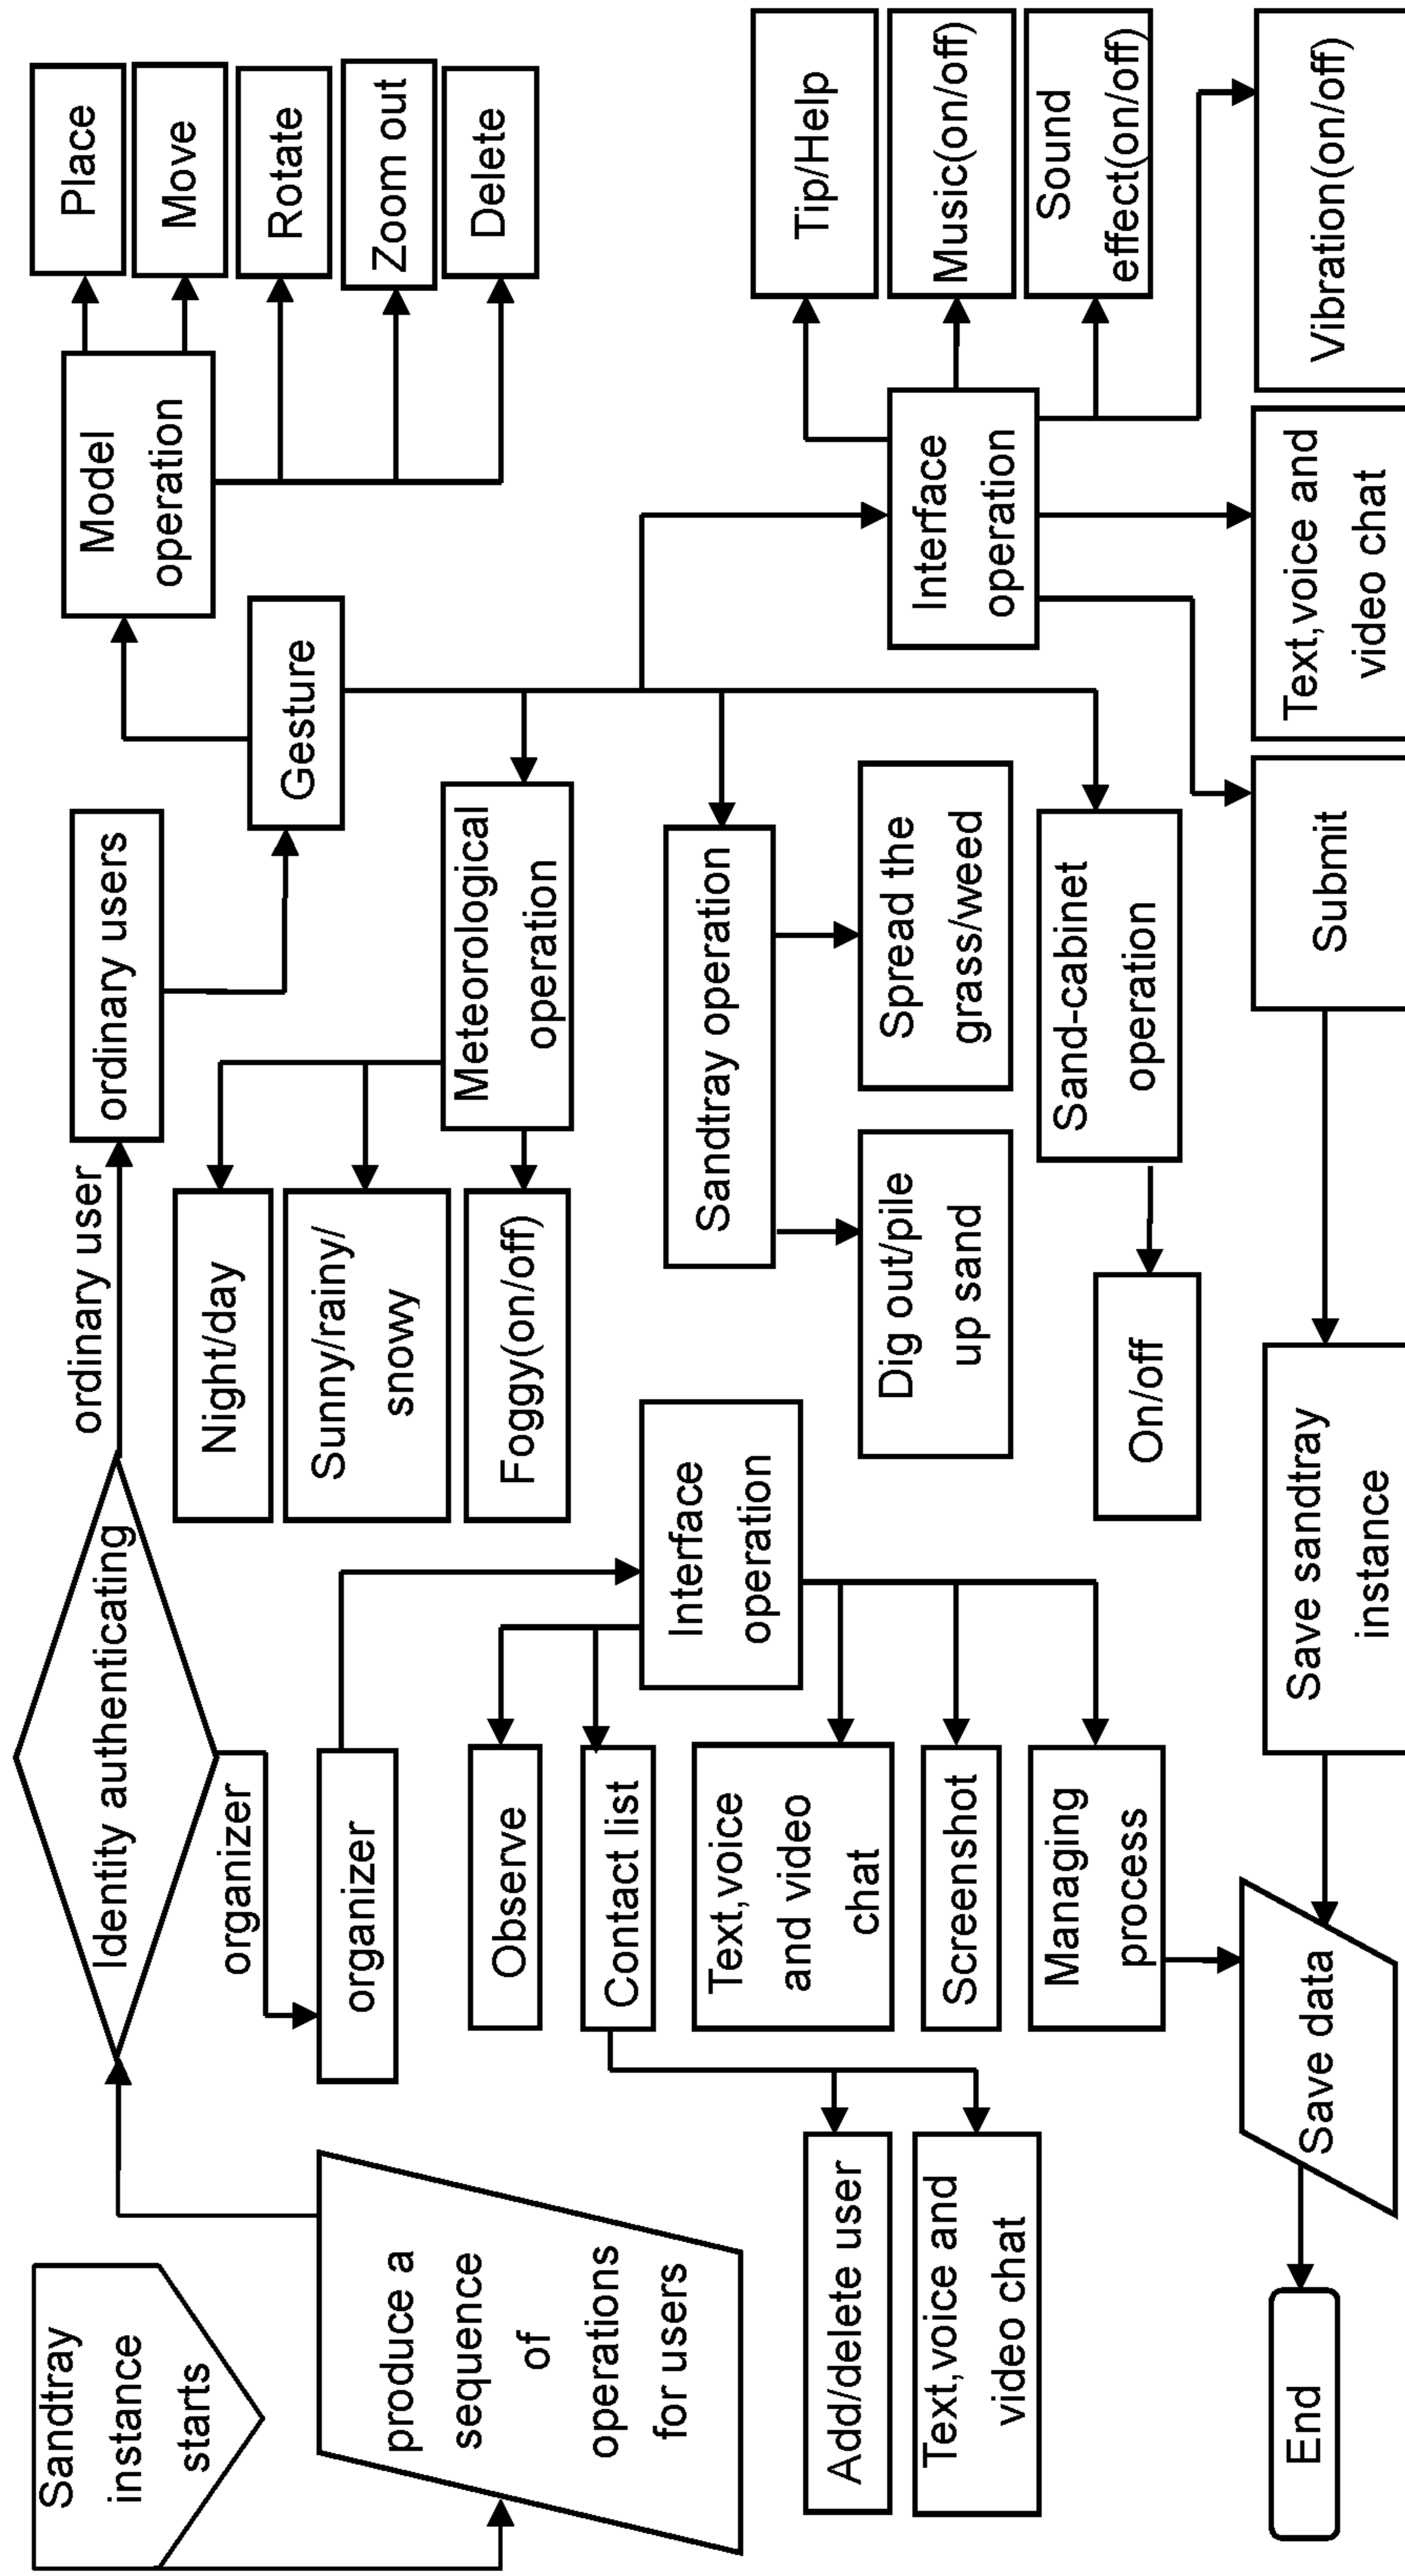 Sandtray
instance
starts
produce a
sequence
of
operations
for users
Identity authenticating
ordinary user
organizer
ordinary users
organizer
Gesture
Model
operation
Place
Move
Rotate
Zoom out
Delete
Meteorological
operation
Night/day
Sunny/rainy/
snowy
Foggy(on/off)
Sandtray operation
Dig out/pile
up sand
Spread the
grass/weed
Sand-cabinet
operation
On/off
Interface
operation
Tip/Help
Music(on/off)
Sound
effect(on/off)
Vibration(on/off)
Text,voice and
video chat
Submit
Interface
operation
Observe
Contact list
Text,voice
and video
chat
Screenshot
Managing
process
Add/delete user
Text,voice and
video chat
Save sandtray
instance
Save data
End